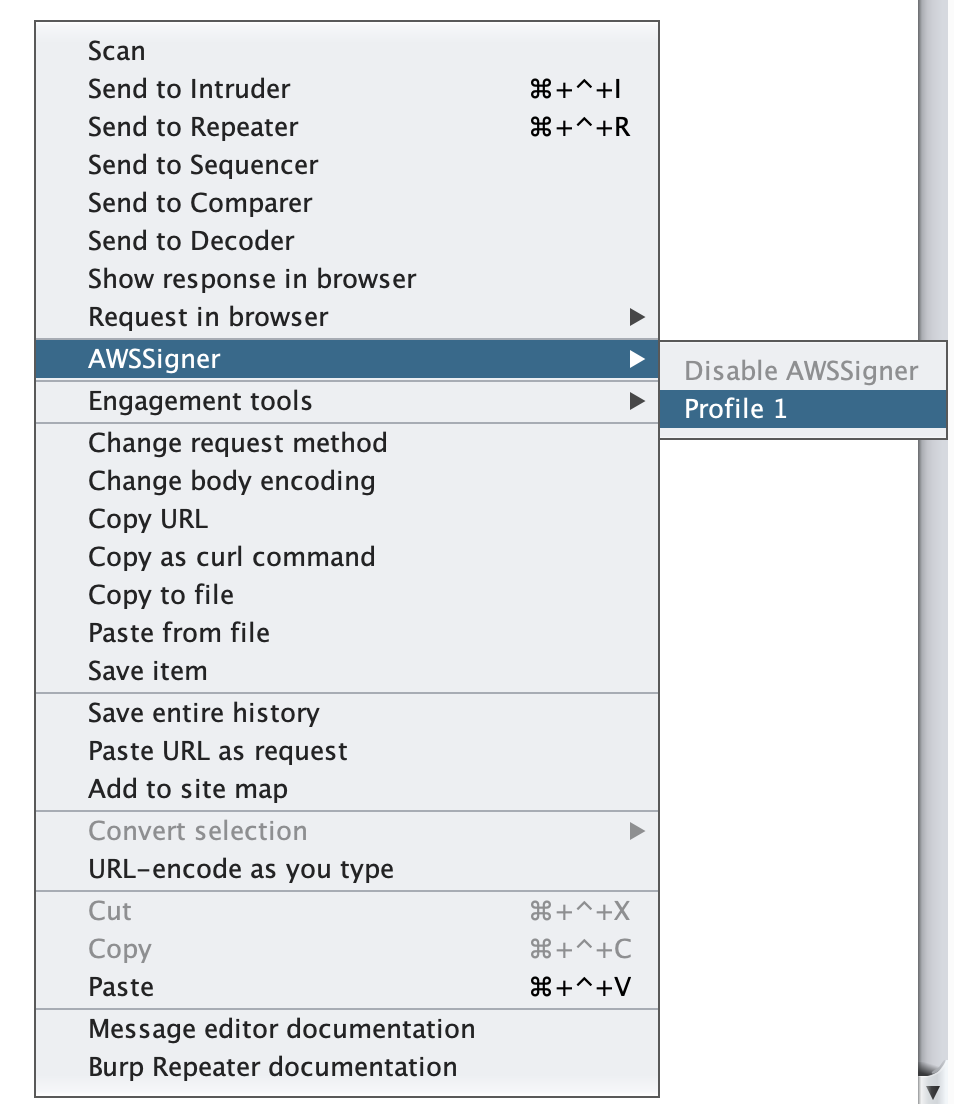 Scan
Send to Intruder ⌘+^+I
Send to Repeater ⌘+^+R
Send to Sequencer
Send to Comparer
Send to Decoder
Show response in browser
Request in browser
AWSSigner
Disable AWSSigner
Profile 1
Engagement tools
Change request method
Change body encoding
Copy URL
Copy as curl command
Copy to file
Paste from file
Save item
Save entire history
Paste URL as request
Add to site map
Convert selection
URL-encode as you type
Cut ⌘+^+X
Copy ⌘+^+C
Paste ⌘+^+V
Message editor documentation
Burp Repeater documentation